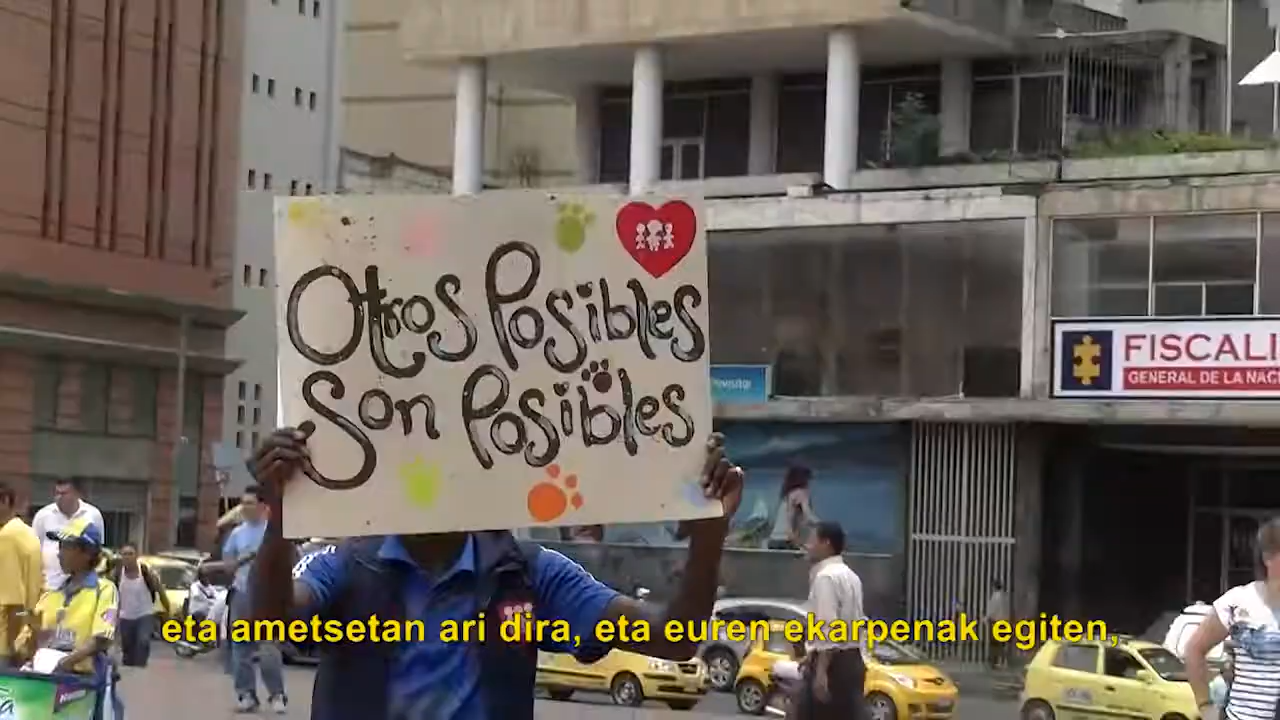 Otros Posibles
Son Posibles
FISCALI
GENERAL DE LA NACI
eta ametsetan ari dira, eta euren ekarpenak egiten,